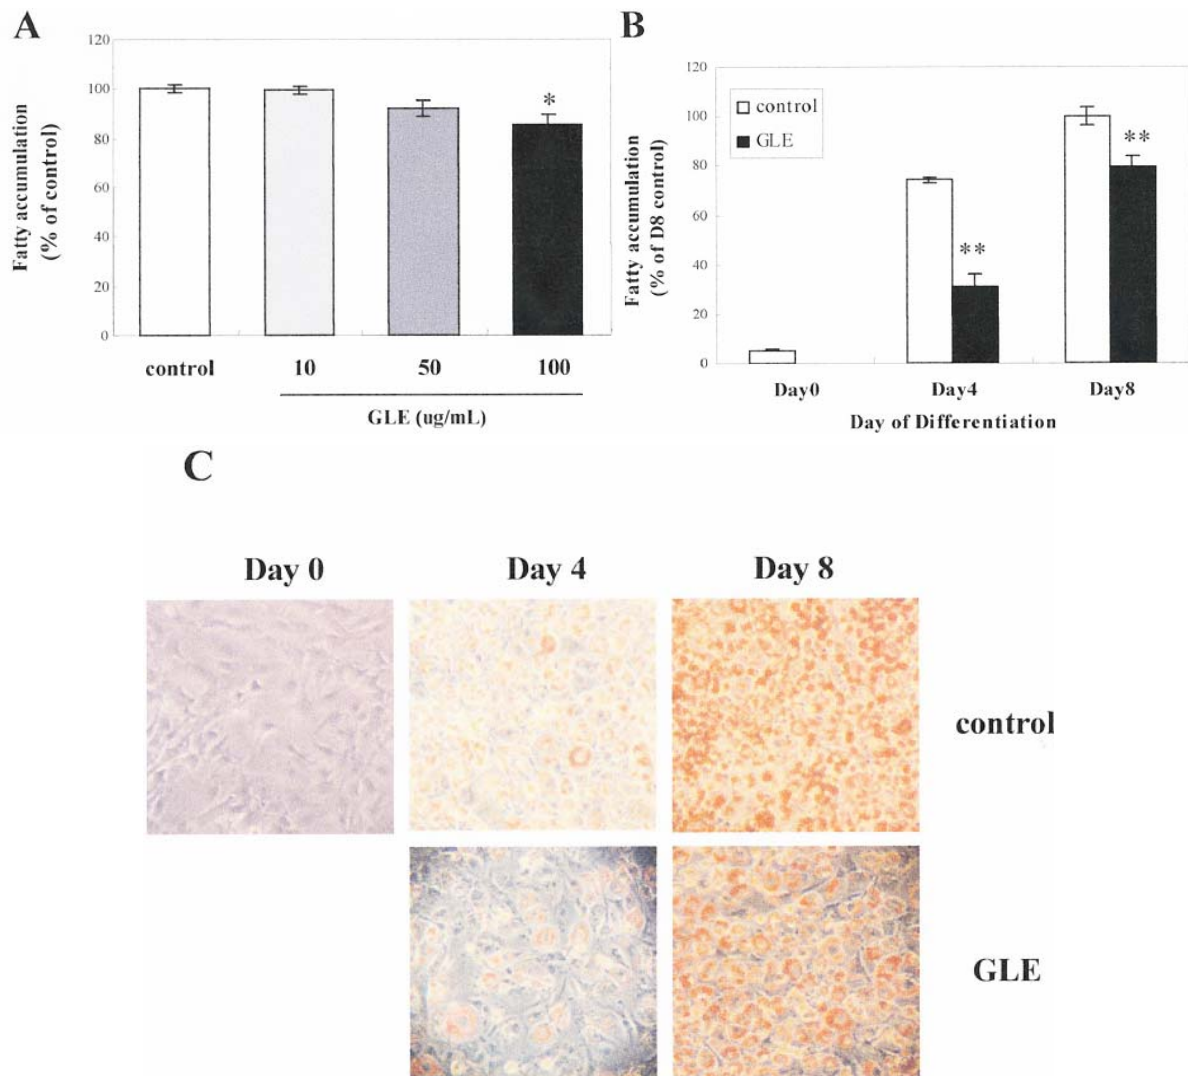 A
120
100
80
60
40
20
0
Fatty accumulation
(% of control)
*
control
10
50
100
GLE (ug/mL)
B
120
100
80
60
40
20
0
Fatty accumulation
(% of D8 control)
control
GLE
**
**
Day0
Day4
Day8
Day of Differentiation
C
Day 0
Day 4
Day 8
control
GLE